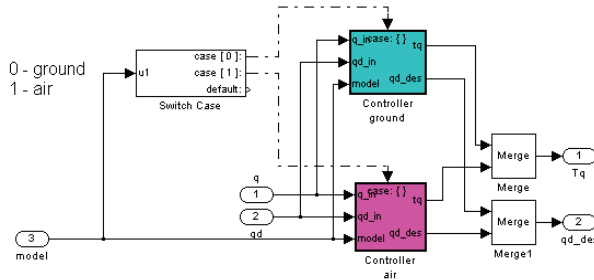 0 - ground
1 - air
u1
case [ 0 ]:
case [ 1 ]:
default:
Switch Case
case: { }
q_in
qd_in
model
tq
qd_des
Controller
ground
q
1
2
qd
3
model
case: { }
q_in
qd_in
model
tq
qd_des
Controller
air
Merge
Merge
1
Tq
Merge
Merge1
2
qd_des